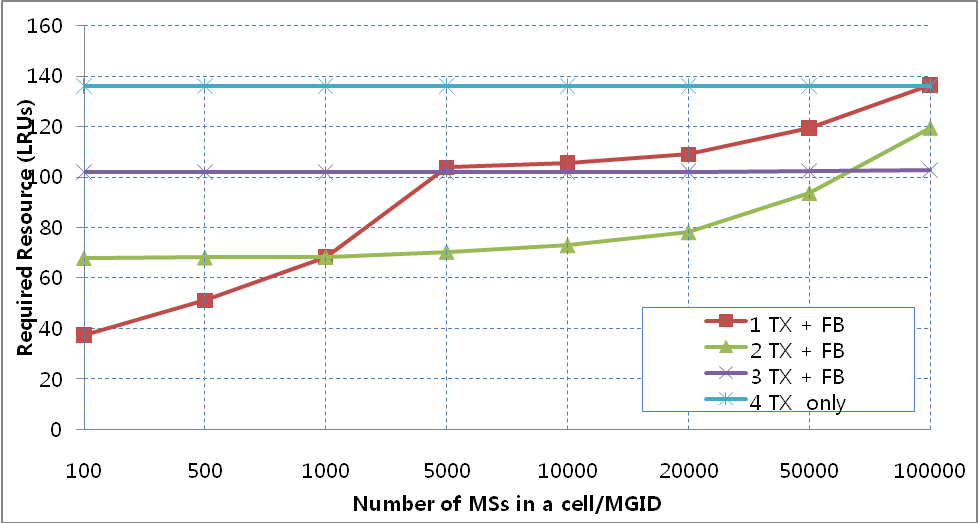 160
140
120
100
80
60
40
20
0
Required Resource (LRUs)
1 TX + FB
2 TX + FB
3 TX + FB
4 TX only
100 500 1000 5000 10000 20000 50000 100000
Number of MSs in a cell/MGID